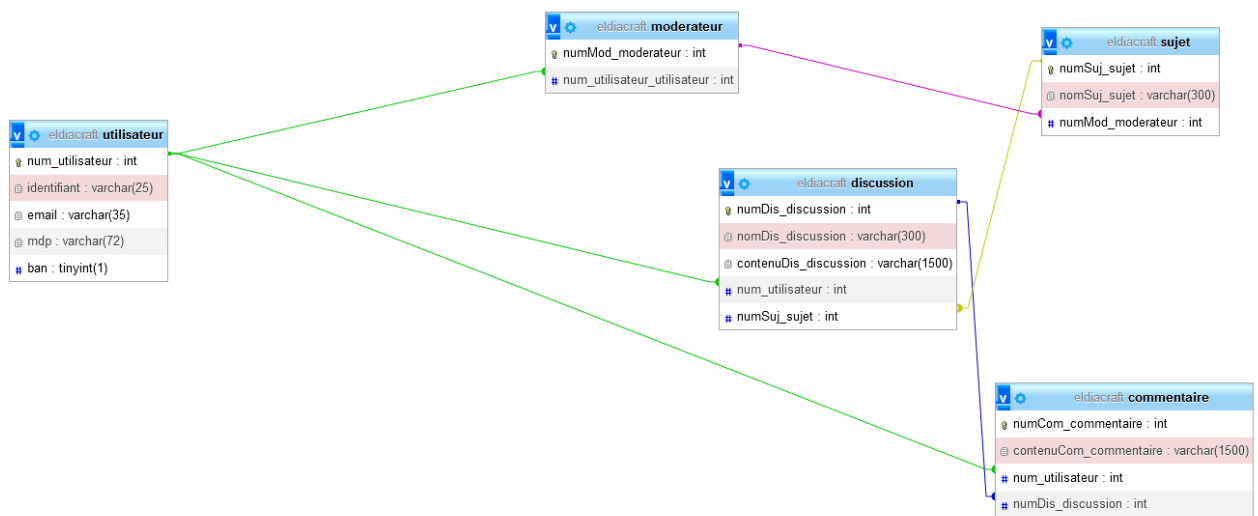 eldiacraft moderateur
numMod_moderateur : int
num_utilisateur_utilisateur : int
eldiacraft sujet
numSuj_sujet : int
nomSuj_sujet : varchar(300)
numMod_moderateur : int
eldiacraft utilisateur
num_utilisateur : int
identifiant : varchar(25)
email : varchar(35)
mdp : varchar(72)
ban : tinyint(1)
eldiacraft discussion
numDis_discussion : int
nomDis_discussion : varchar(300)
contenuDis_discussion : varchar(1500)
num_utilisateur : int
numSuj_sujet : int
eldiacraft commentaire
numCom_commentaire : int
contenuCom_commentaire : varchar(1500)
num_utilisateur : int
numDis_discussion : int